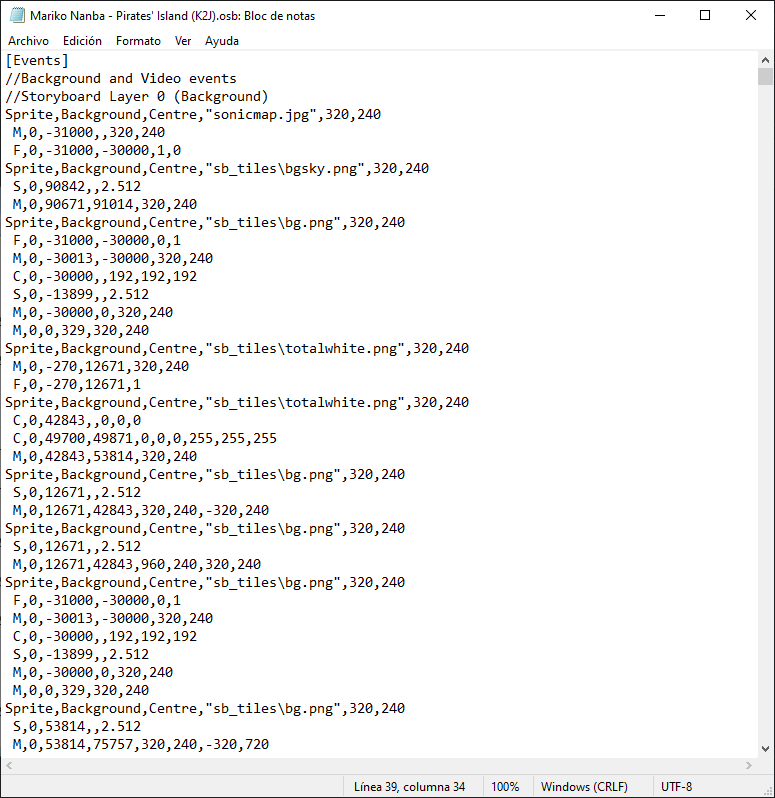 Mariko Nanba - Pirates' Island (K2J).osb: Bloc de notas
Archivo Edición Formato Ver Ayuda
[Events]
//Background and Video events
//Storyboard Layer 0 (Background)
Sprite,Background,Centre,"sonicmap.jpg",320,240
 M,0,-31000,,320,240
 F,0,-31000,-30000,1,0
Sprite,Background,Centre,"sb_tiles\bgsky.png",320,240
 S,0,90842,,2.512
 M,0,90671,91014,320,240
Sprite,Background,Centre,"sb_tiles\bg.png",320,240
 F,0,-31000,-30000,0,1
 M,0,-30013,-30000,320,240
 C,0,-30000,,192,192,192
 S,0,-13899,,2.512
 M,0,-30000,0,320,240
 M,0,0,329,320,240
Sprite,Background,Centre,"sb_tiles\totalwhite.png",320,240
 M,0,-270,12671,320,240
 F,0,-270,12671,1
Sprite,Background,Centre,"sb_tiles\totalwhite.png",320,240
 C,0,42843,,0,0,0
 C,0,49700,49871,0,0,0,255,255,255
 M,0,42843,53814,320,240
Sprite,Background,Centre,"sb_tiles\bg.png",320,240
 S,0,12671,,2.512
 M,0,12671,42843,320,240,-320,240
Sprite,Background,Centre,"sb_tiles\bg.png",320,240
 S,0,12671,,2.512
 M,0,12671,42843,960,240,320,240
Sprite,Background,Centre,"sb_tiles\bg.png",320,240
 F,0,-31000,-30000,0,1
 M,0,-30013,-30000,320,240
 C,0,-30000,,192,192,192
 S,0,-13899,,2.512
 M,0,-30000,0,320,240
 M,0,0,329,320,240
Sprite,Background,Centre,"sb_tiles\bg.png",320,240
 S,0,53814,,2.512
 M,0,53814,75757,320,240,-320,720
Línea 39, columna 34 100% Windows (CRLF) UTF-8